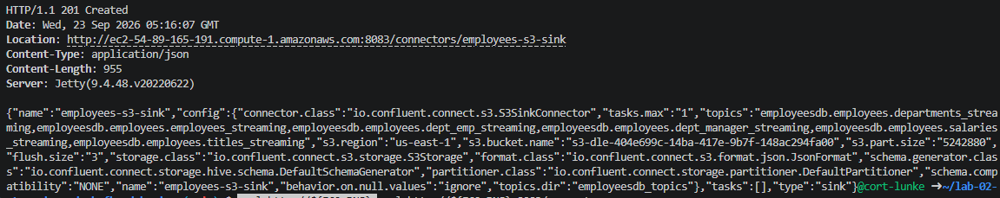 HTTP/1.1 201 Created
Date: Wed, 23 Sep 2026 05:16:07 GMT
Location: http://ec2-54-89-165-191.compute-1.amazonaws.com:8083/connectors/employees-s3-sink
Content-Type: application/json
Content-Length: 955
Server: Jetty(9.4.48.v20220622)

{"name":"employees-s3-sink","config":{"connector.class":"io.confluent.connect.s3.S3SinkConnector","tasks.max":"1","topics":"employeesdb.employees.departments_strea
ming,employeesdb.employees.employees_streaming,employeesdb.employees.dept_emp_streaming,employeesdb.employees.dept_manager_streaming,employeesdb.employees.salaries
_streaming,employeesdb.employees.titles_streaming","s3.region":"us-east-1","s3.bucket.name":"s3-dle-404e699c-14ba-417e-9b7f-148ac294fa00","s3.part.size":"5242880",
"flush.size":"3","storage.class":"io.confluent.connect.s3.storage.S3Storage","format.class":"io.confluent.connect.s3.format.json.JsonFormat","schema.generator.clas
s":"io.confluent.connect.storage.hive.schema.DefaultSchemaGenerator","partitioner.class":"io.confluent.connect.storage.partitioner.DefaultPartitioner","schema.comp
atibility":"NONE","name":"employees-s3-sink","behavior.on.null.values":"ignore","topics.dir":"employeesdb_topics"},"tasks":[],"type":"sink"}@cort-lunke ➜~/lab-02-